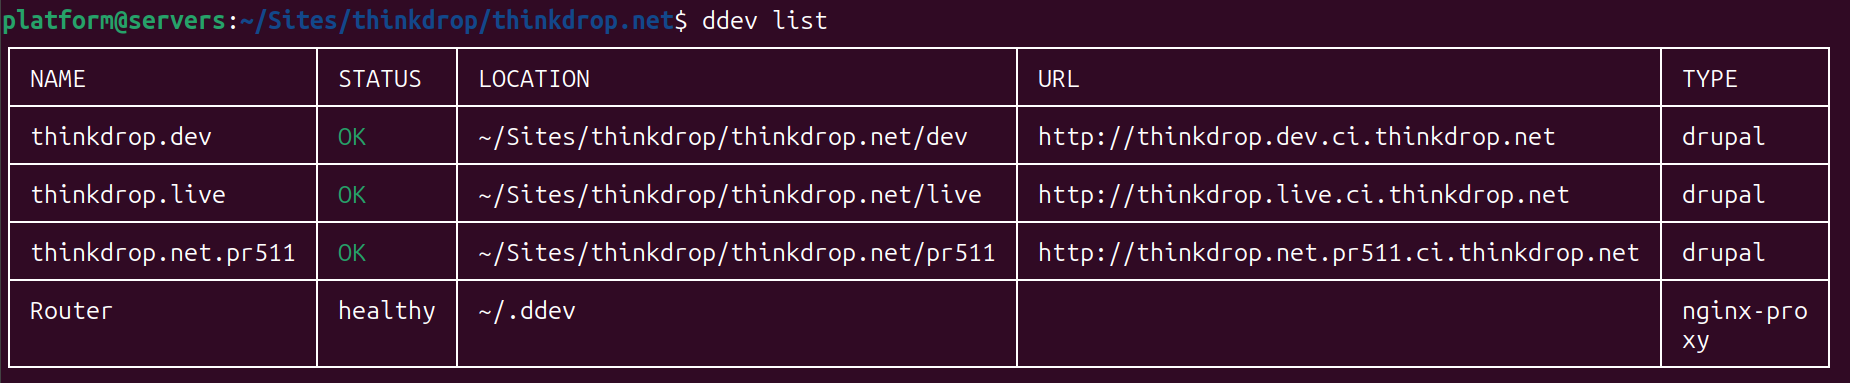 platform@servers:~/Sites/thinkdrop/thinkdrop.net$ ddev list
NAME STATUS LOCATION URL TYPE
thinkdrop.dev OK ~/Sites/thinkdrop/thinkdrop.net/dev http://thinkdrop.dev.ci.thinkdrop.net drupal
thinkdrop.live OK ~/Sites/thinkdrop/thinkdrop.net/live http://thinkdrop.live.ci.thinkdrop.net drupal
thinkdrop.net.pr511 OK ~/Sites/thinkdrop/thinkdrop.net/pr511 http://thinkdrop.net.pr511.ci.thinkdrop.net drupal
Router healthy ~/.ddev nginx-pro
xy